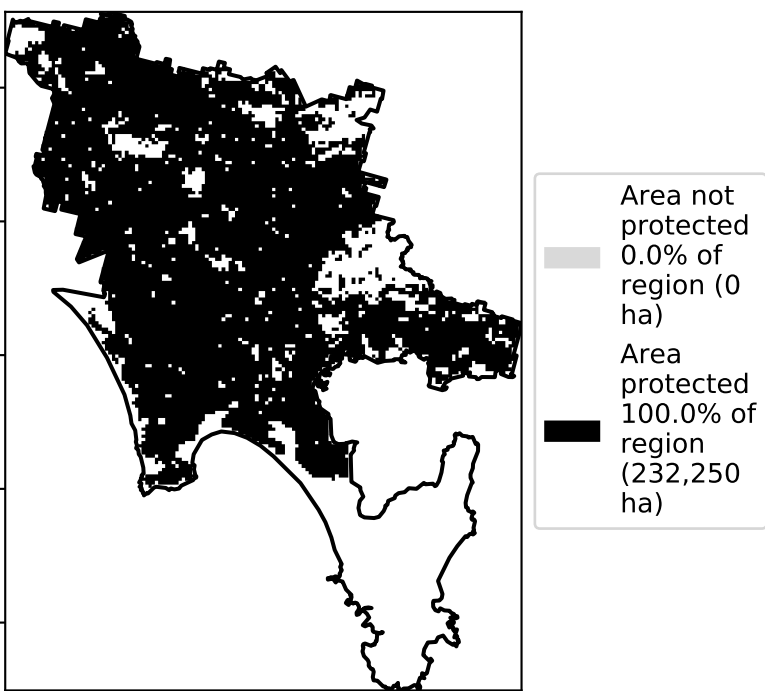 Area not
protected
0.0% of
region (0
ha)
Area
protected
100.0% of
region
(232,250
ha)